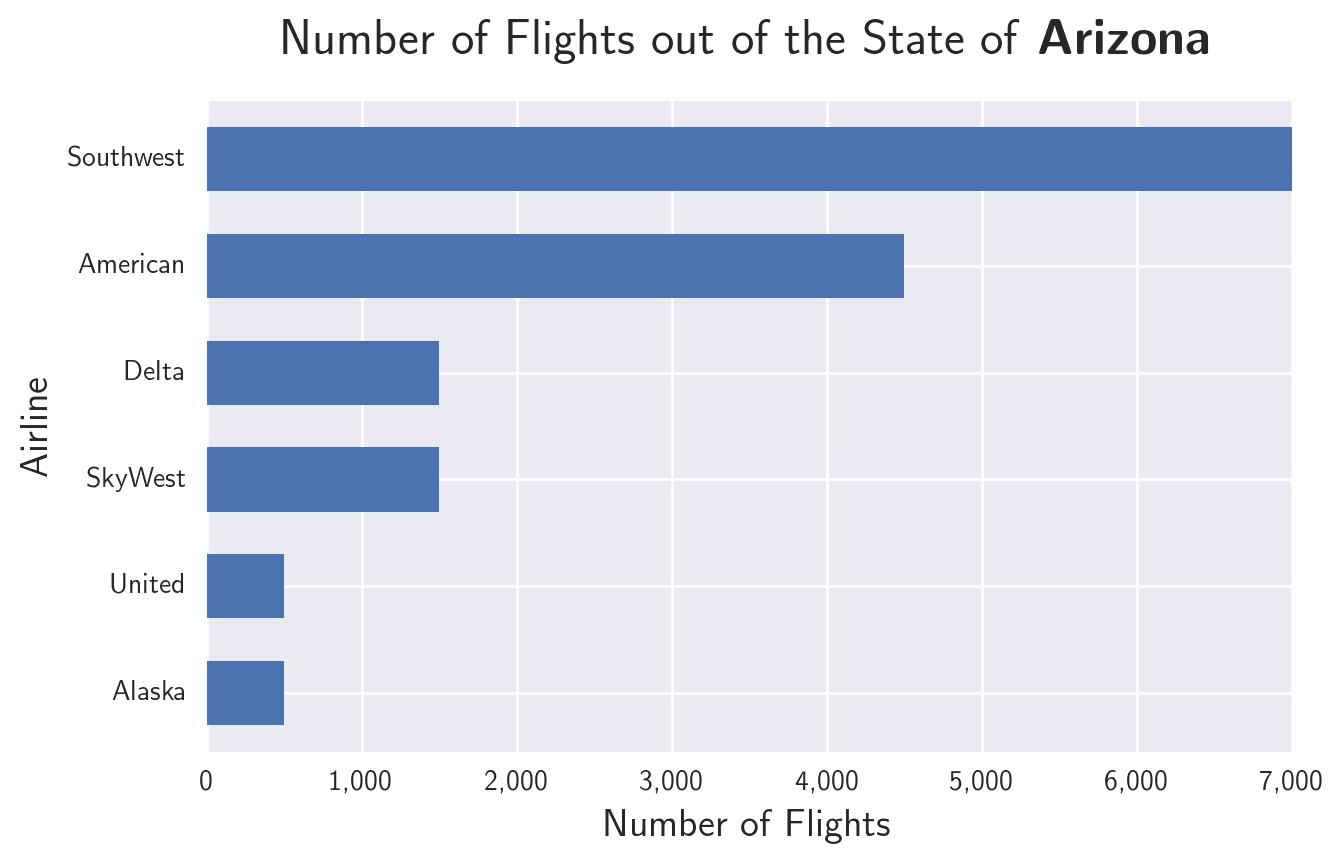 Number of Flights out of the State of Arizona
Southwest
American
Delta
SkyWest
United
Alaska
Airline
0 1,000 2,000 3,000 4,000 5,000 6,000 7,000
Number of Flights